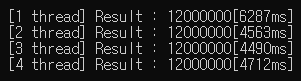 [1 thread] Result : 12000000[6287ms]
[2 thread] Result : 12000000[4563ms]
[3 thread] Result : 12000000[4490ms]
[4 thread] Result : 12000000[4712ms]